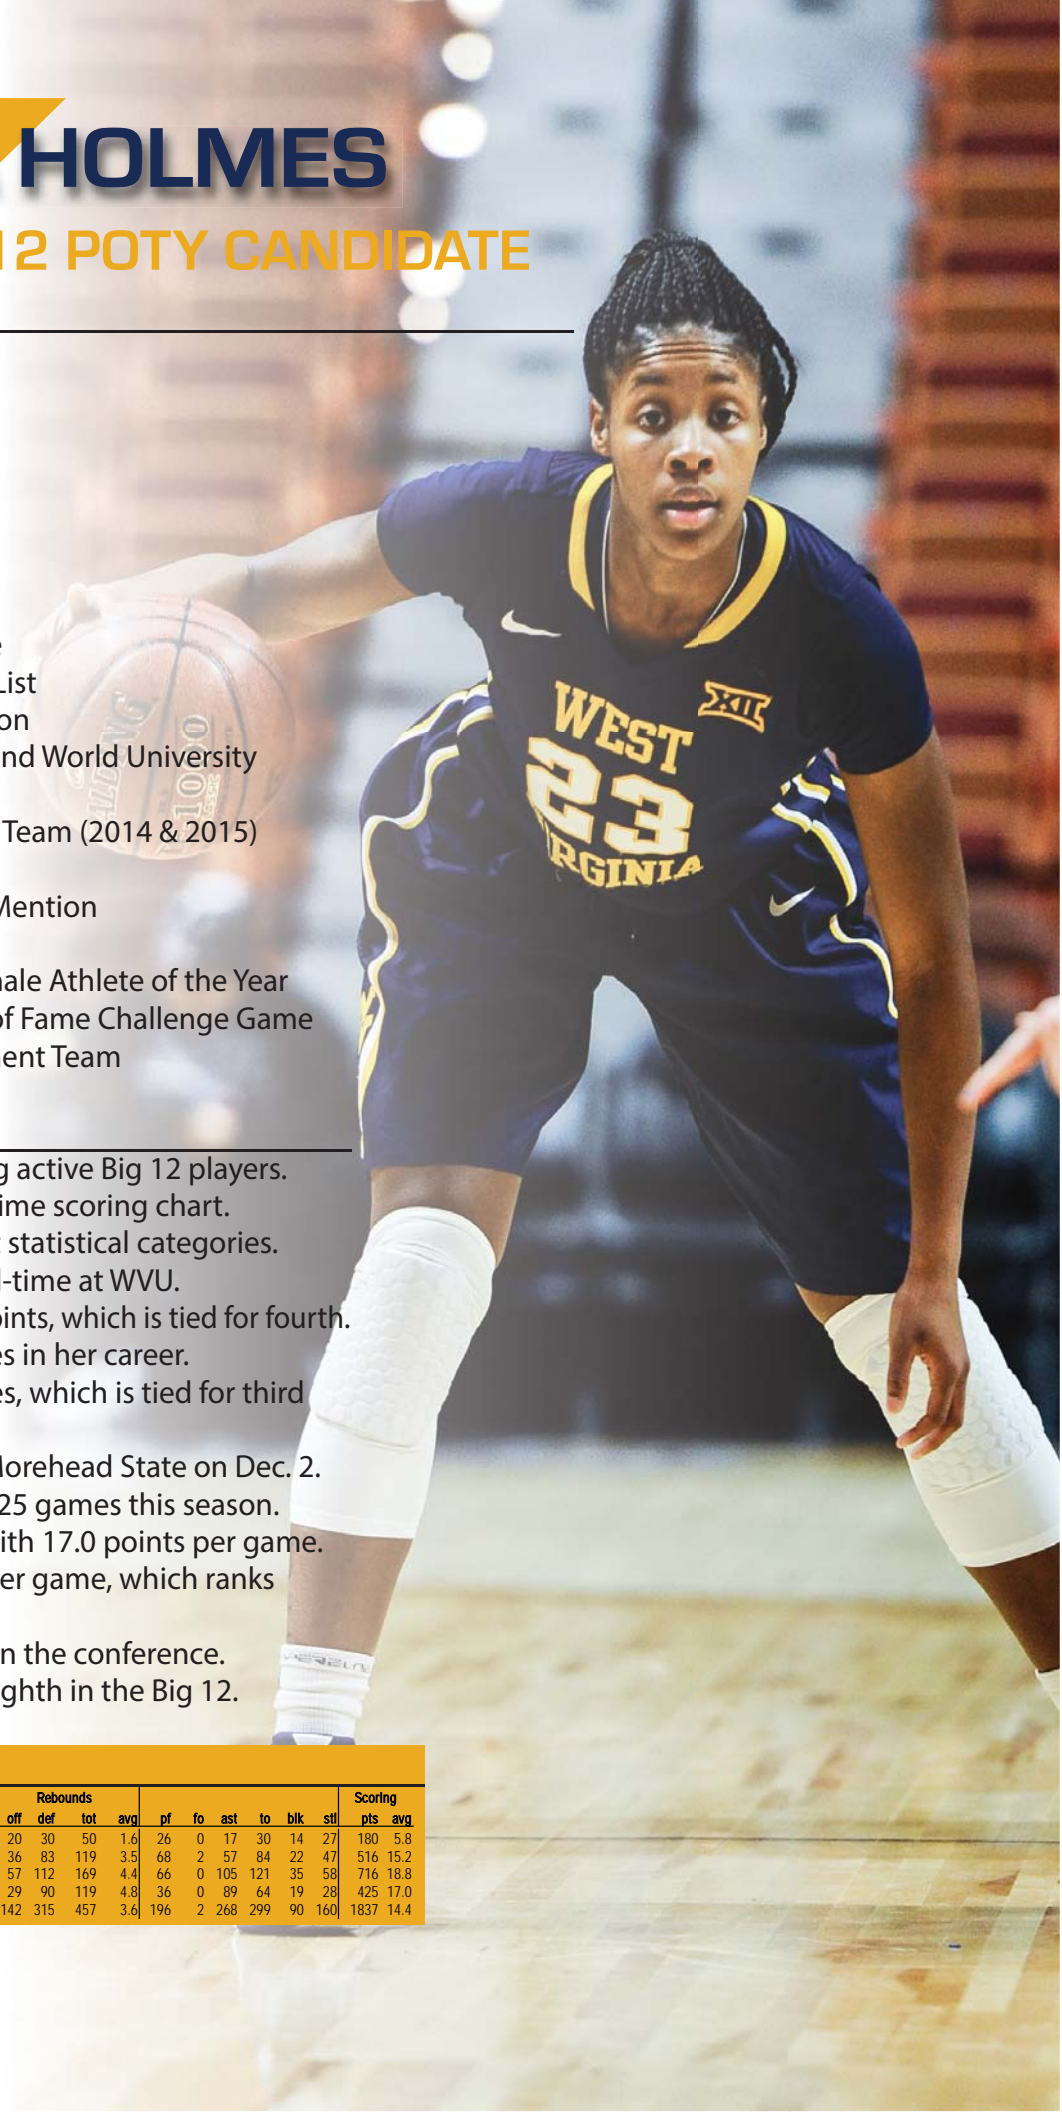 HOLMES
12 POTY CANDIDATE
List
on
nd World University
Team (2014 & 2015)
Mention
ale Athlete of the Year
of Fame Challenge Game
ent Team
g active Big 12 players.
ime scoring chart.
statistical categories.
l-time at WVU.
oints, which is tied for fourth.
es in her career.
es, which is tied for third
Morehead State on Dec. 2.
25 games this season.
ith 17.0 points per game.
er game, which ranks
n the conference.
ghth in the Big 12.
XII
WEST
23
VIRGINIA
SPALDING
1000
Rebounds Scoring
off def tot avg pf fo ast to blk stl pts avg
20 30 50 1.6 26 0 17 30 14 27 180 5.8
36 83 119 3.5 68 2 57 84 22 47 516 15.2
57 112 169 4.4 66 0 105 121 35 58 716 18.8
29 90 119 4.8 36 0 89 64 19 28 425 17.0
142 315 457 3.6 196 2 268 299 90 160 1837 14.4